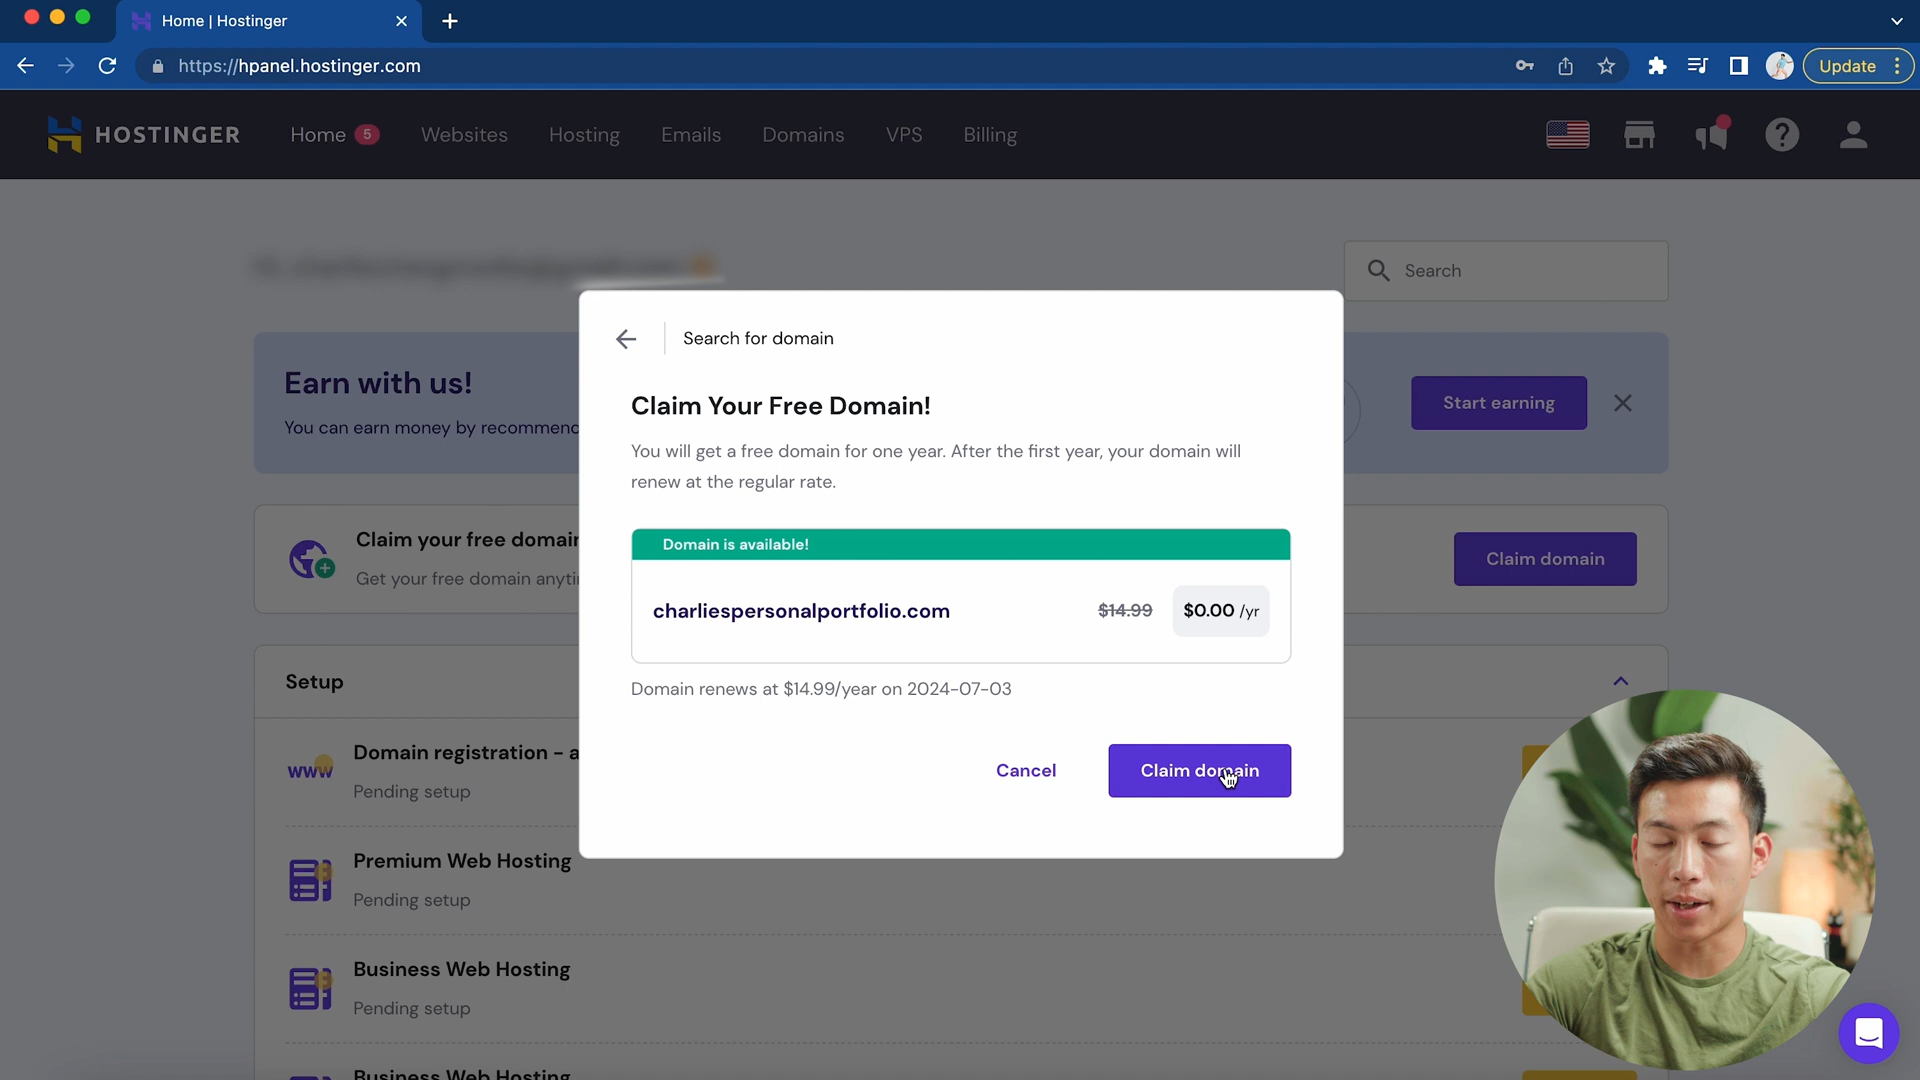 Home | Hostinger
https://hpanel.hostinger.com
Update
HOSTINGER
Home 5
Websites
Hosting
Emails
Domains
VPS
Billing
Search
Earn with us!
You can earn money by recommend
Start earning
Search for domain
Claim Your Free Domain!
You will get a free domain for one year. After the first year, your domain will
renew at the regular rate.
Claim your free domain
Get your free domain anyti
Claim domain
Domain is available!
charliespersonalportfolio.com
$14.99
$0.00 /yr
Domain renews at $14.99/year on 2024-07-03
Cancel
Claim domain
Setup
www
Domain registration - a
Pending setup
Premium Web Hosting
Pending setup
Business Web Hosting
Pending setup
Business Web Hosting